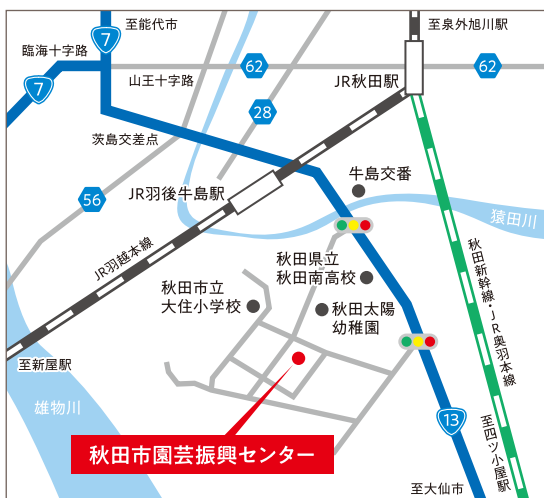 至能代市
至泉外旭川駅
7
臨海十字路
7
山王十字路
62
JR秋田駅
62
28
茨島交差点
牛島交番
JR羽後牛島駅
56
猿田川
JR羽越本線
秋田県立
秋田南高校
秋田新幹線・JR奥羽本線
秋田市立
大住小学校
秋田太陽
幼稚園
至新屋駅
雄物川
13
至四ツ小屋駅
秋田市園芸振興センター
至大仙市